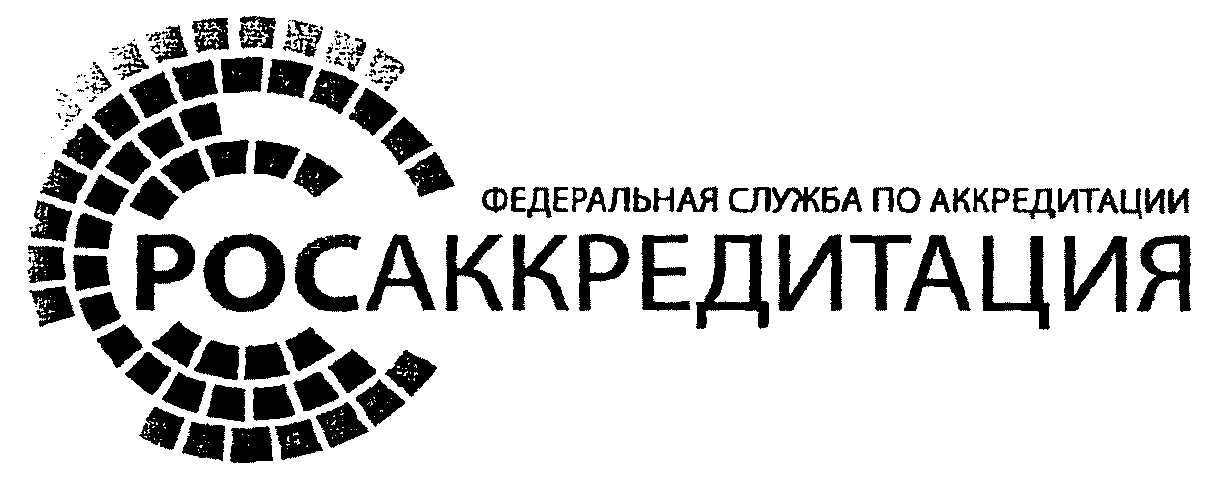 ФЕДЕРАЛЬНАЯ СЛУЖБА ПО АККРЕДИТАЦИИ
РОСАККРЕДИТАЦИЯ